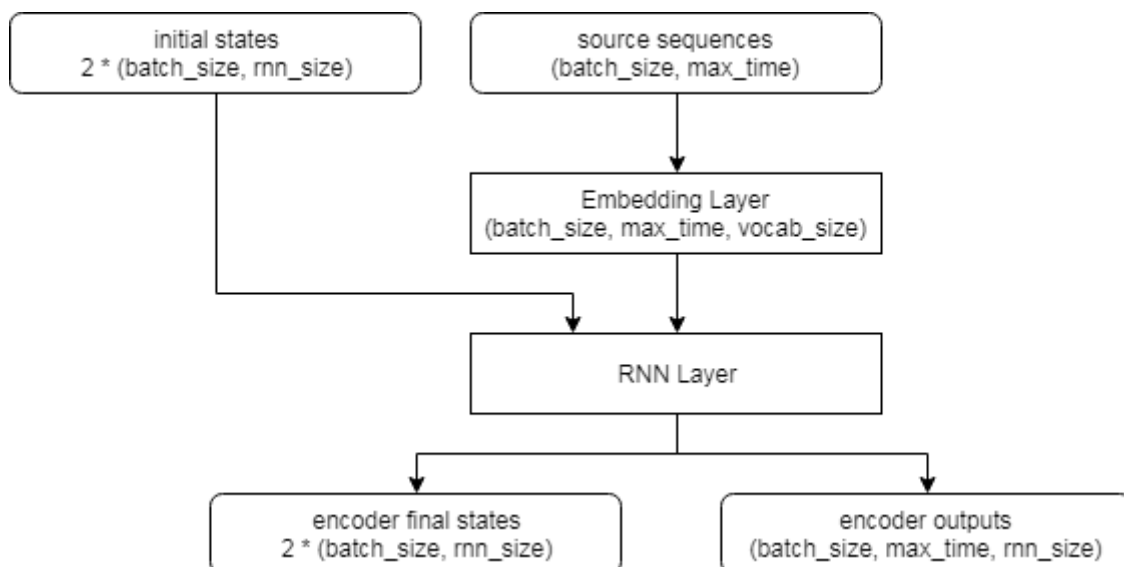 initial states
2 * (batch_size, rnn_size)
source sequences
(batch_size, max_time)
Embedding Layer
(batch_size, max_time, vocab_size)
RNN Layer
encoder final states
2 * (batch_size, rnn_size)
encoder outputs
(batch_size, max_time, rnn_size)